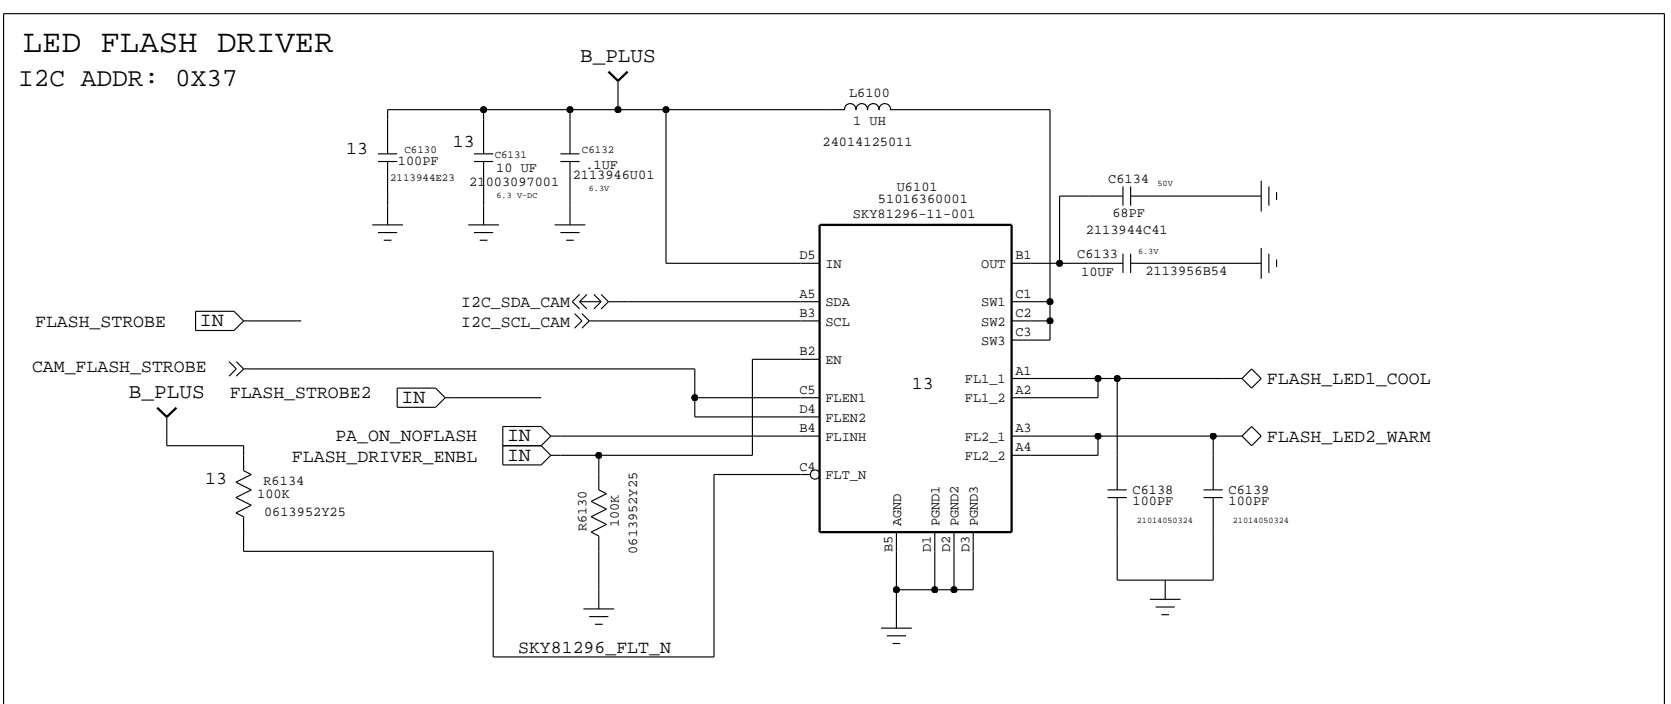 LED FLASH DRIVER
I2C ADDR: 0X37
B_PLUS
L6100
1 UH
24014125011
13
C6130
100PF
2113944E23
13
C6131
10 UF
21003097001
6.3 V-DC
C6132
.1UF
2113946U01
6.3V
U6101
51016360001
SKY81296-11-001
C6134
50V
68PF
2113944C41
C6133
6.3V
10UF
2113956B54
D5
IN
B1
OUT
I2C_SDA_CAM
A5
SDA
C1
SW1
FLASH_STROBE
IN
I2C_SCL_CAM
B3
SCL
C2
SW2
C3
SW3
B2
EN
CAM_FLASH_STROBE
B_PLUS
FLASH_STROBE2
IN
C5
FLEN1
D4
FLEN2
13
A1
FL1_1
A2
FL1_2
FLASH_LED1_COOL
PA_ON_NOFLASH
IN
B4
FLINH
FLASH_DRIVER_ENBL
IN
A3
FL2_1
A4
FL2_2
FLASH_LED2_WARM
C4
FLT_N
13
R6134
100K
0613952Y25
R6130
100K
0613952Y25
AGND
PGND1
PGND2
PGND3
B5
D1
D2
D3
C6138
100PF
21014050324
C6139
100PF
21014050324
SKY81296_FLT_N